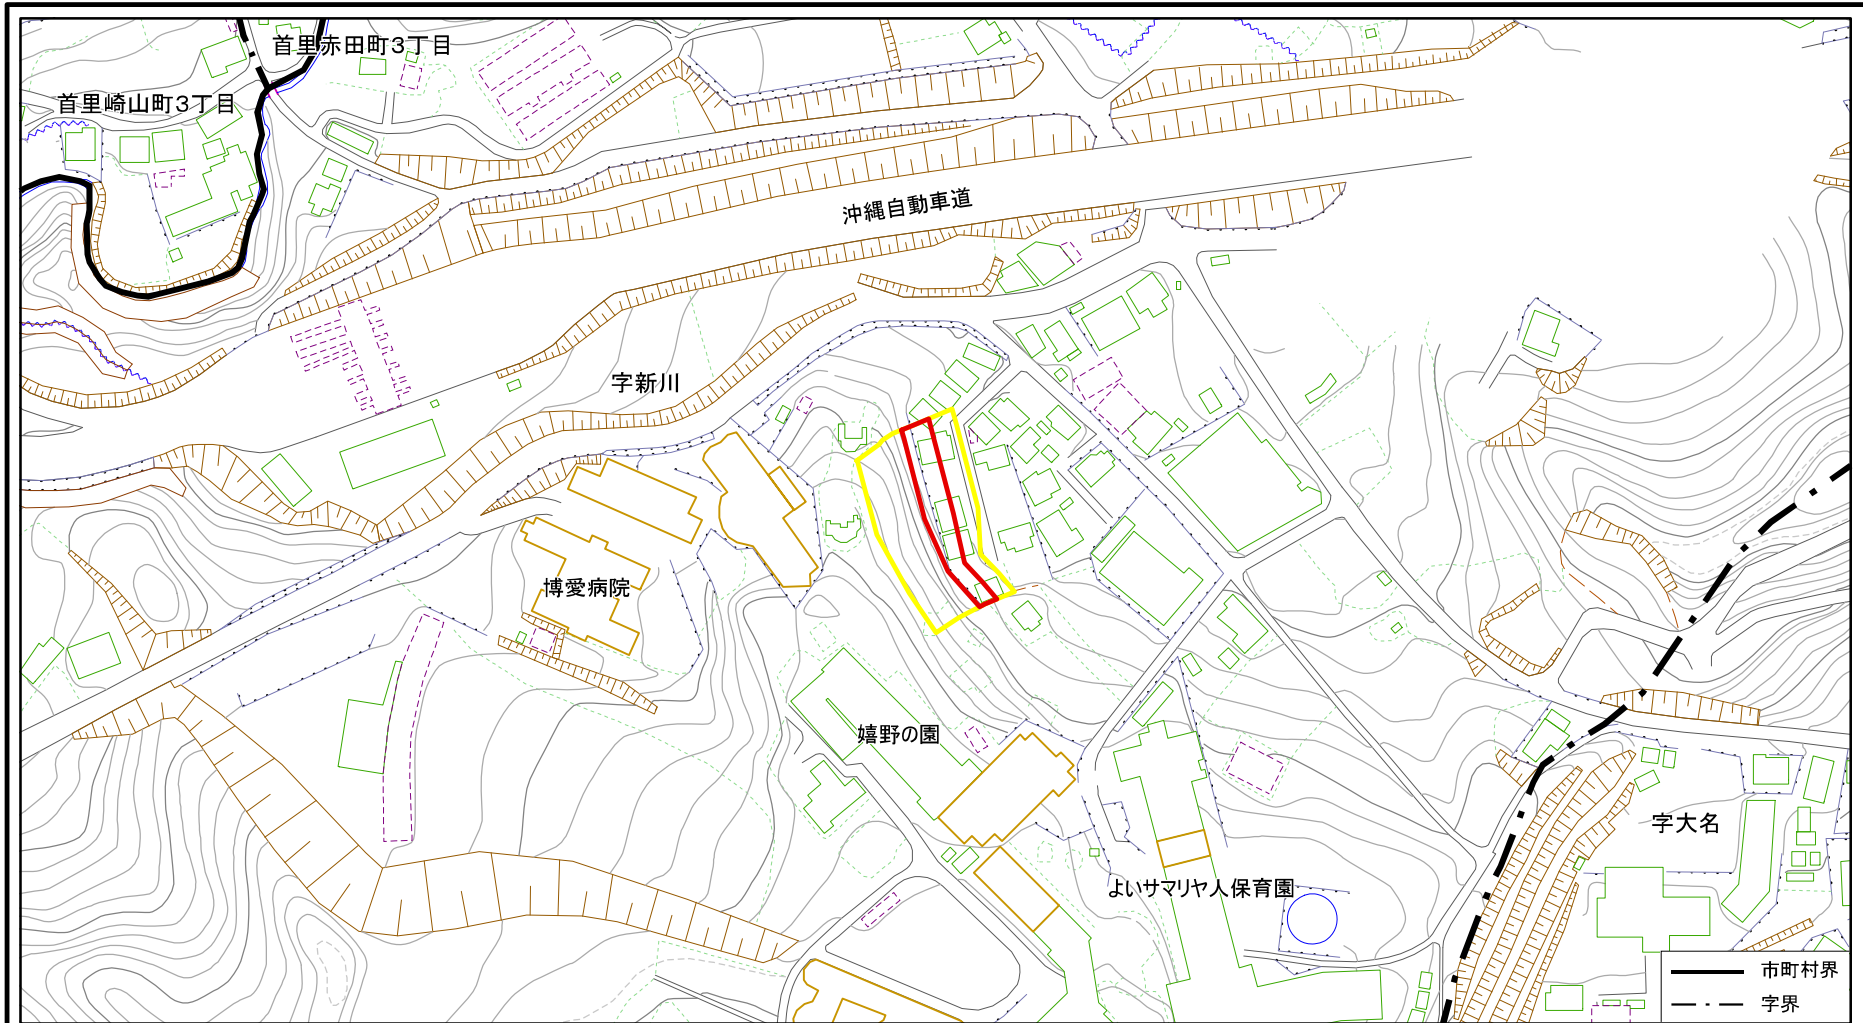 首里赤田町3丁目
首里崎山町3丁目
沖縄自動車道
字新川
博愛病院
嬉野の園
字大名
よいサマリヤ人保育園
市町村界
字界